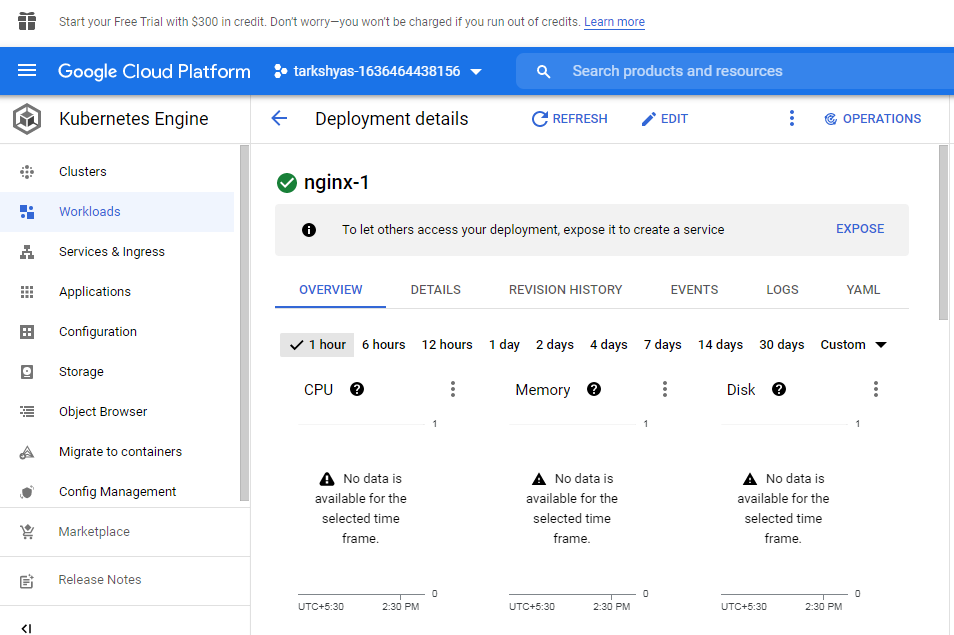 Start your Free Trial with $300 in credit. Don't worry—you won't be charged if you run out of credits. Learn more
Google Cloud Platform tarkshyas-1636464438156 Search products and resources
Kubernetes Engine
Deployment details REFRESH EDIT OPERATIONS
Clusters
Workloads
Services & Ingress
Applications
Configuration
Storage
Object Browser
Migrate to containers
Config Management
Marketplace
Release Notes
nginx-1
To let others access your deployment, expose it to create a service EXPOSE
OVERVIEW DETAILS REVISION HISTORY EVENTS LOGS YAML
1 hour 6 hours 12 hours 1 day 2 days 4 days 7 days 14 days 30 days Custom
CPU
1
No data is
available for the
selected time
frame.
0
UTC+5:30 2:30 PM
Memory
1
No data is
available for the
selected time
frame.
0
UTC+5:30 2:30 PM
Disk
1
No data is
available for the
selected time
frame.
0
UTC+5:30 2:30 PM